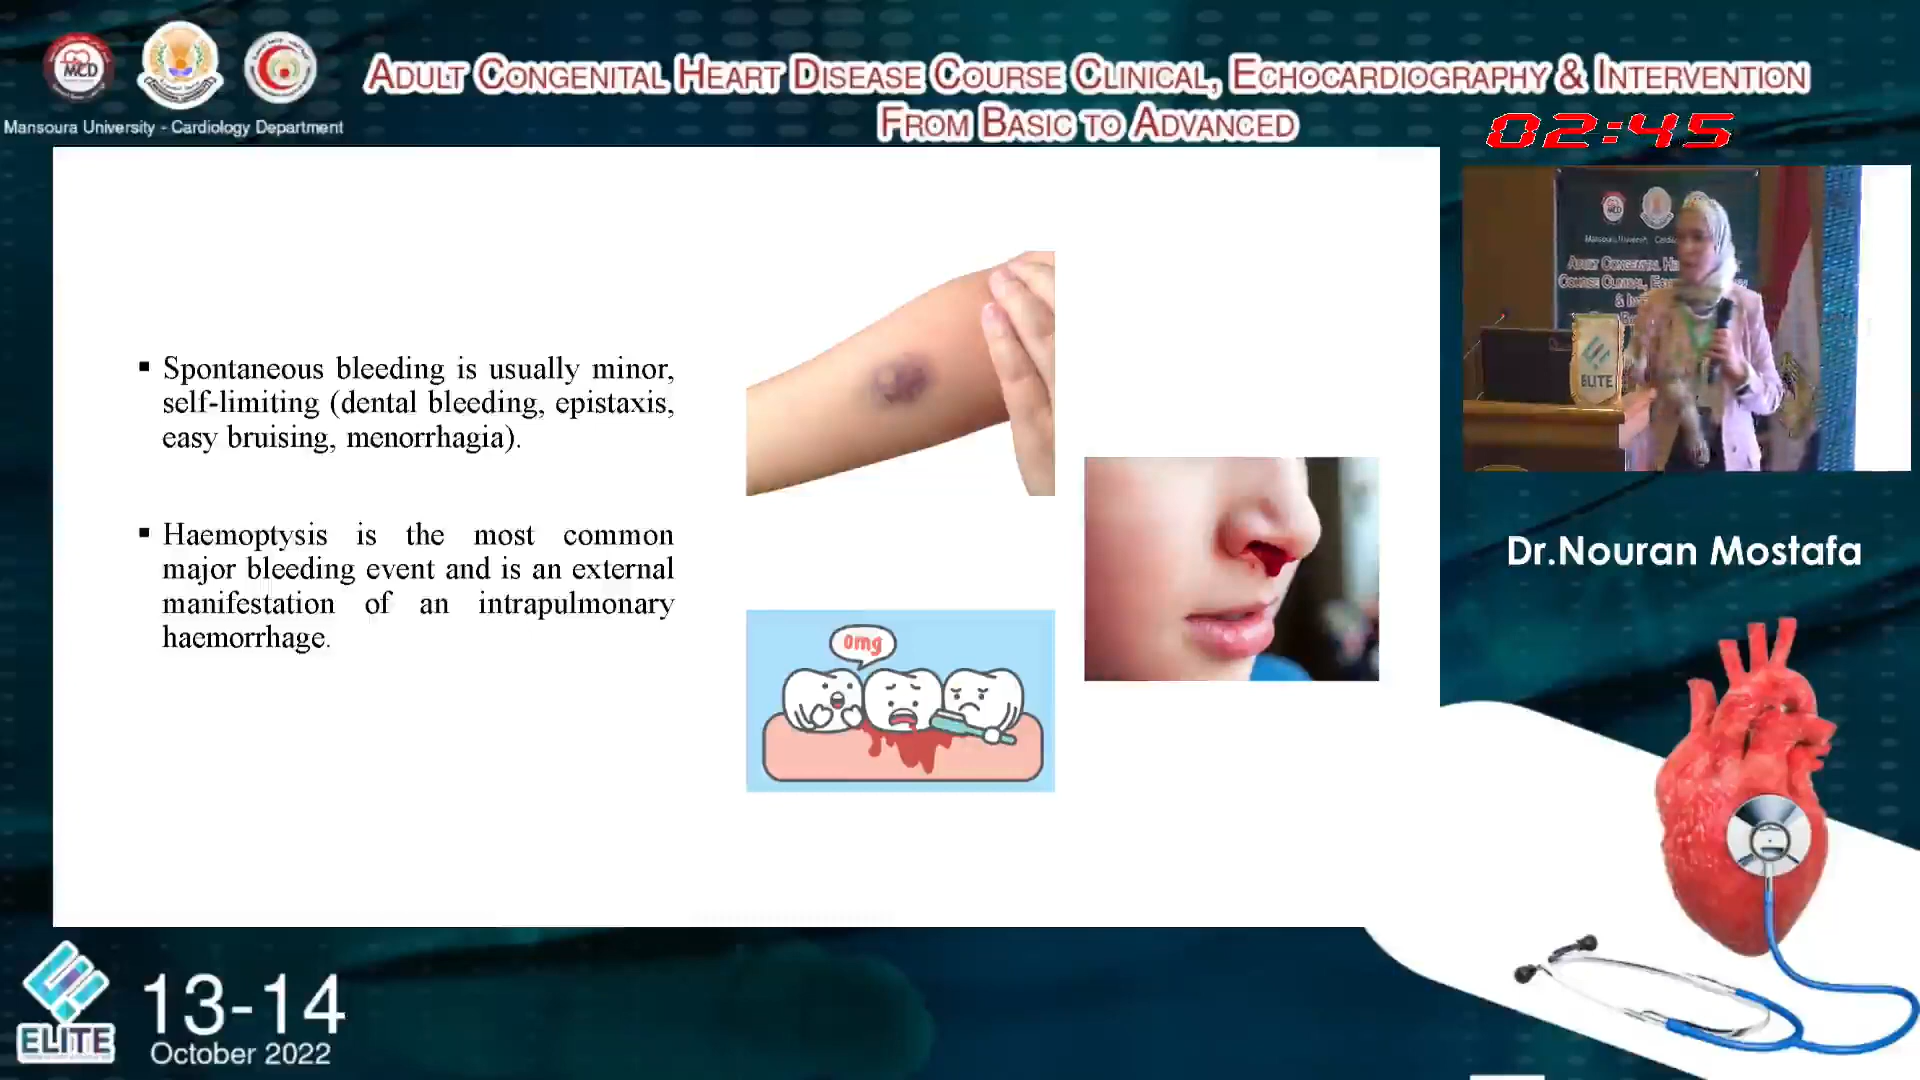 MCD
Mansoura University - Cardiology Department
ADULT CONGENITAL HEART DISEASE COURSE CLINICAL, ECHOCARDIOGRAPHY & INTERVENTION
FROM BASIC TO ADVANCED
02:45
▪ Spontaneous bleeding is usually minor,
self-limiting (dental bleeding, epistaxis,
easy bruising, menorrhagia).
▪ Haemoptysis is the most common
major bleeding event and is an external
manifestation of an intrapulmonary
haemorrhage.
omg
MCD
ELITE
Dr.Nouran Mostafa
ELITE
13-14
October 2022